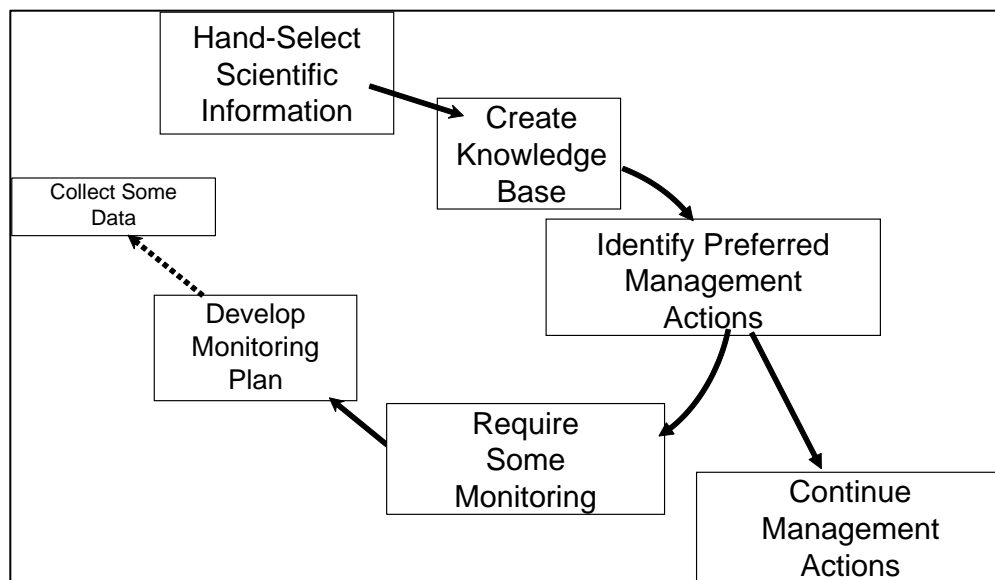 Hand-Select
Scientific
Information
Create
Knowledge
Base
Identify Preferred
Management
Actions
Continue
Management
Actions
Require
Some
Monitoring
Develop
Monitoring
Plan
Collect Some
Data